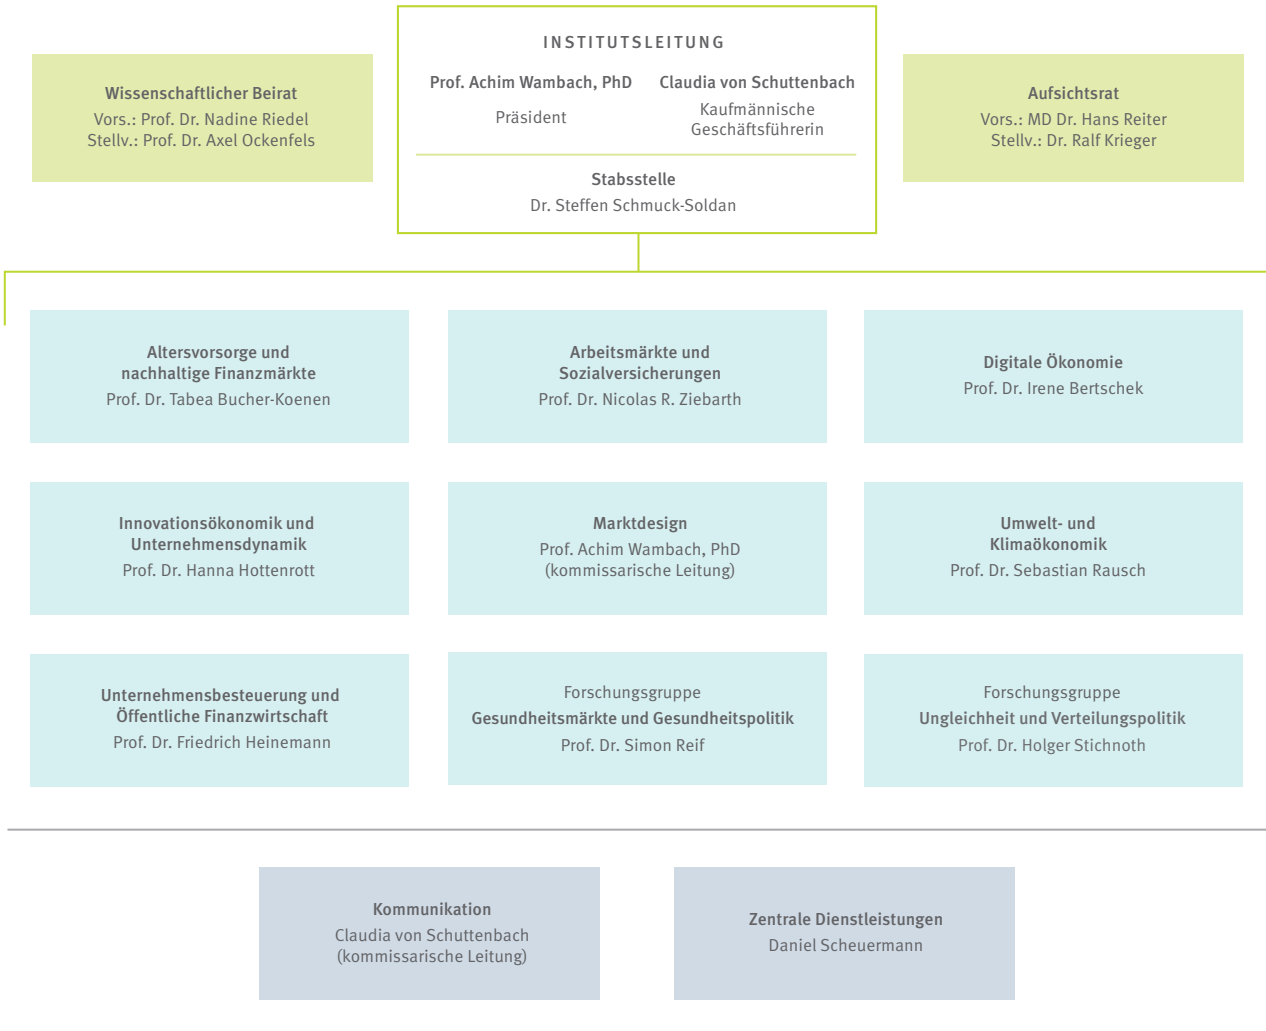 INSTITUTSLEITUNG
Prof. Achim Wambach, PhD
Präsident
Claudia von Schuttenbach
Kaufmännische
Geschäftsführerin
Stabsstelle
Dr. Steffen Schmuck-Soldan
Wissenschaftlicher Beirat
Vors.: Prof. Dr. Nadine Riedel
Stellv.: Prof. Dr. Axel Ockenfels
Aufsichtsrat
Vors.: MD Dr. Hans Reiter
Stellv.: Dr. Ralf Krieger
Altersvorsorge und
nachhaltige Finanzmärkte
Prof. Dr. Tabea Bucher-Koenen
Arbeitsmärkte und
Sozialversicherungen
Prof. Dr. Nicolas R. Ziebarth
Digitale Ökonomie
Prof. Dr. Irene Bertschek
Innovationsökonomik und
Unternehmensdynamik
Prof. Dr. Hanna Hottenrott
Marktdesign
Prof. Achim Wambach, PhD
(kommissarische Leitung)
Umwelt- und
Klimaökonomik
Prof. Dr. Sebastian Rausch
Unternehmensbesteuerung und
Öffentliche Finanzwirtschaft
Prof. Dr. Friedrich Heinemann
Forschungsgruppe
Gesundheitsmärkte und Gesundheitspolitik
Prof. Dr. Simon Reif
Forschungsgruppe
Ungleichheit und Verteilungspolitik
Prof. Dr. Holger Stichnoth
Kommunikation
Claudia von Schuttenbach
(kommissarische Leitung)
Zentrale Dienstleistungen
Daniel Scheuermann